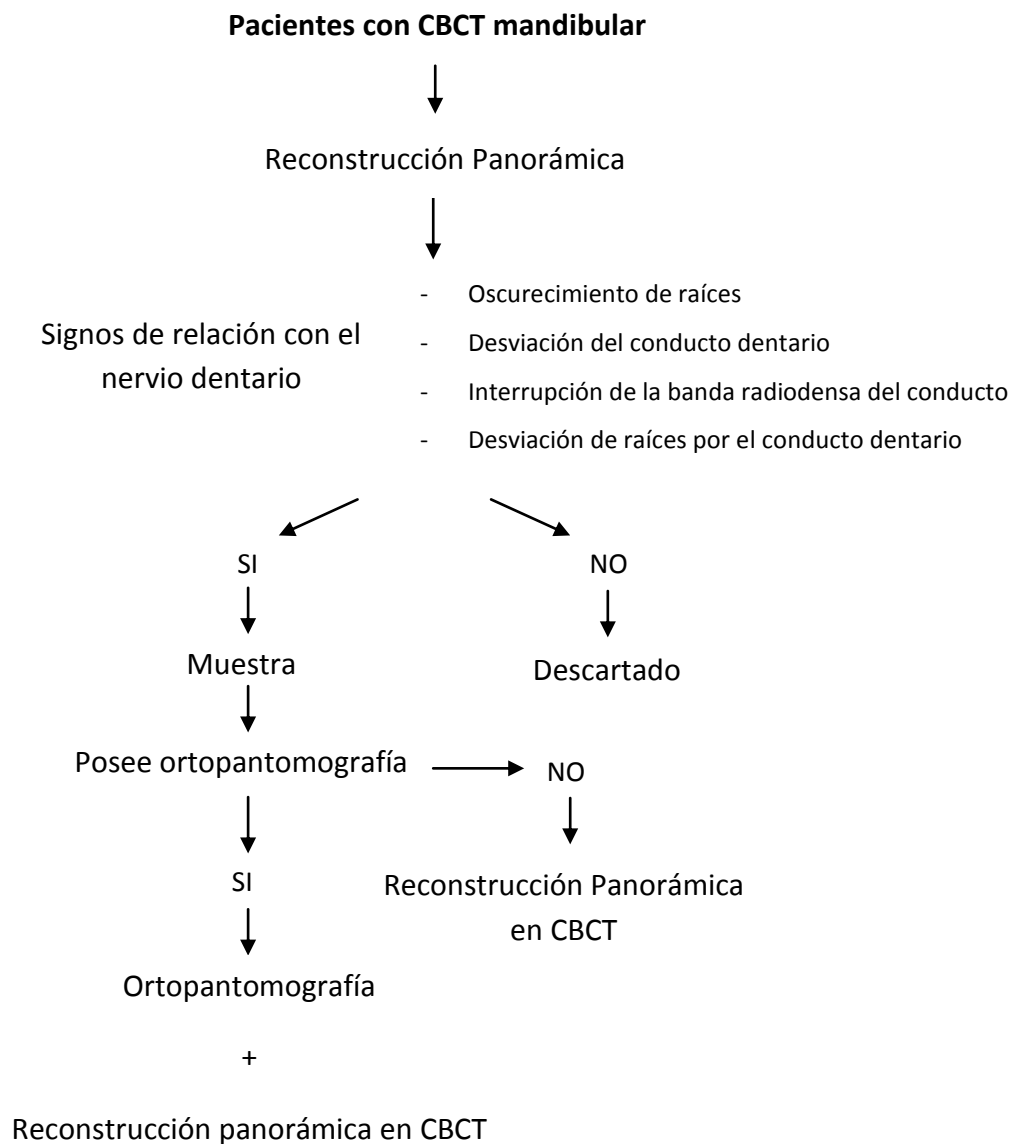 Pacientes con CBCT mandibular
Reconstrucción Panorámica
Signos de relación con el
nervio dentario
- Oscurecimiento de raíces
- Desviación del conducto dentario
- Interrupción de la banda radiodensa del conducto
- Desviación de raíces por el conducto dentario
SI
NO
Muestra
Descartado
Posee ortopantomografía
NO
SI
Reconstrucción Panorámica
en CBCT
Ortopantomografía
+
Reconstrucción panorámica en CBCT